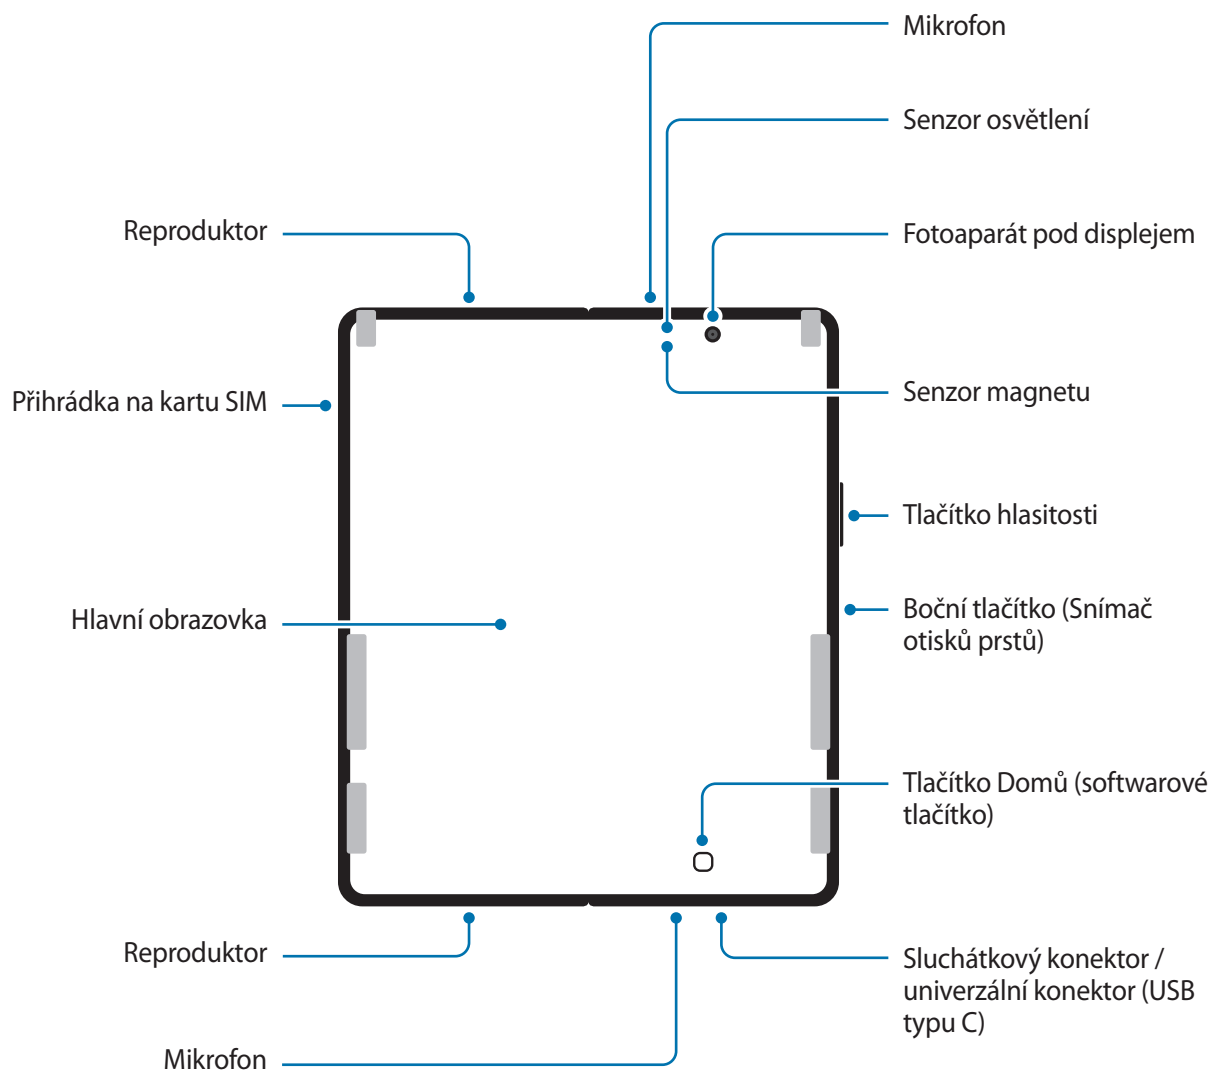 Mikrofon
Senzor osvětlení
Reproduktor
Fotoaparát pod displejem
Přihrádka na kartu SIM
Senzor magnetu
Tlačítko hlasitosti
Hlavní obrazovka
Boční tlačítko (Snímač
otisků prstů)
Tlačítko Domů (softwarové
tlačítko)
Reproduktor
Sluchátkový konektor /
univerzální konektor (USB
typu C)
Mikrofon